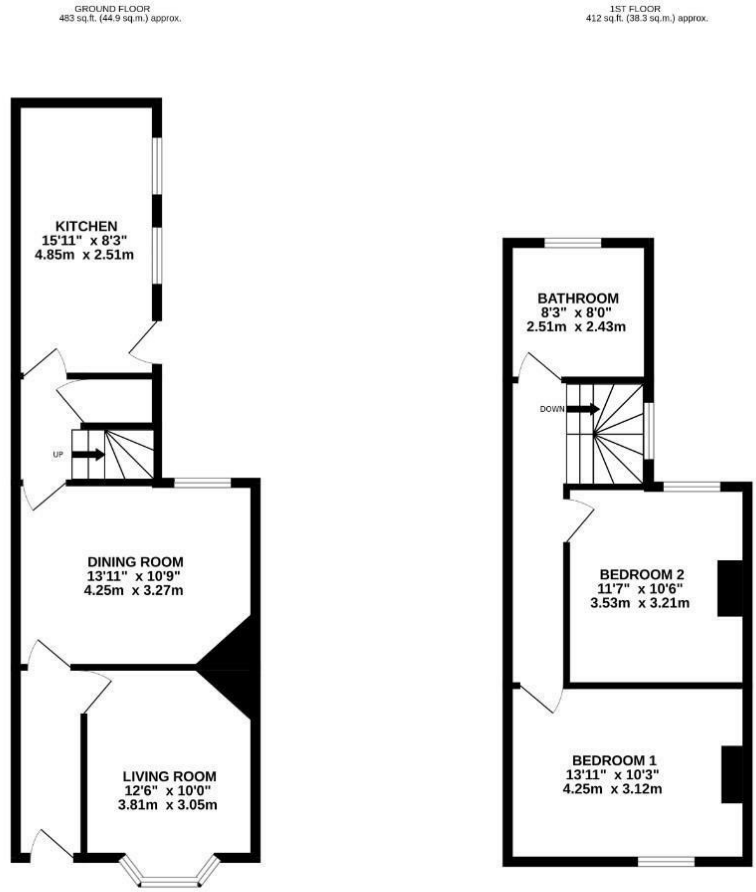 GROUND FLOOR
483 sq.ft. (44.9 sq.m.) approx.
1ST FLOOR
412 sq.ft. (38.3 sq.m.) approx.
KITCHEN
15'11" x 8'3"
4.85m x 2.51m
UP
DINING ROOM
13'11" x 10'9"
4.25m x 3.27m
LIVING ROOM
12'6" x 10'0"
3.81m x 3.05m
BATHROOM
8'3" x 8'0"
2.51m x 2.43m
DOWN
BEDROOM 2
11'7" x 10'6"
3.53m x 3.21m
BEDROOM 1
13'11" x 10'3"
4.25m x 3.12m